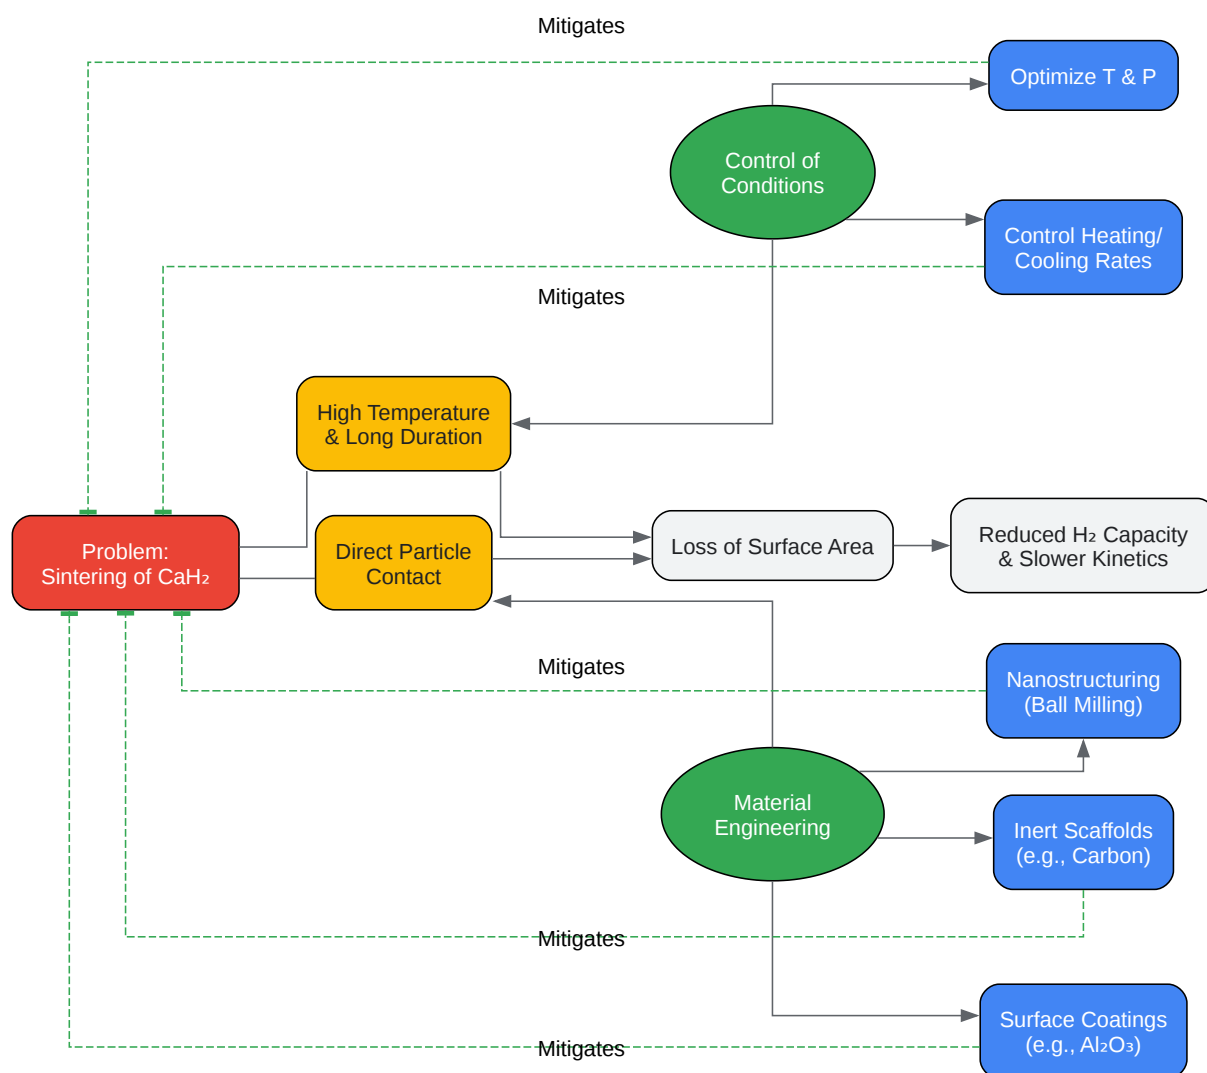 Mitigates
Optimize T & P
Control of
Conditions
Control Heating/
Cooling Rates
Mitigates
High Temperature
& Long Duration
Problem:
Sintering of CaH₂
Direct Particle
Contact
Loss of Surface Area
Reduced H₂ Capacity
& Slower Kinetics
Mitigates
Nanostructuring
(Ball Milling)
Material
Engineering
Inert Scaffolds
(e.g., Carbon)
Mitigates
Surface Coatings
(e.g., Al₂O₃)
Mitigates